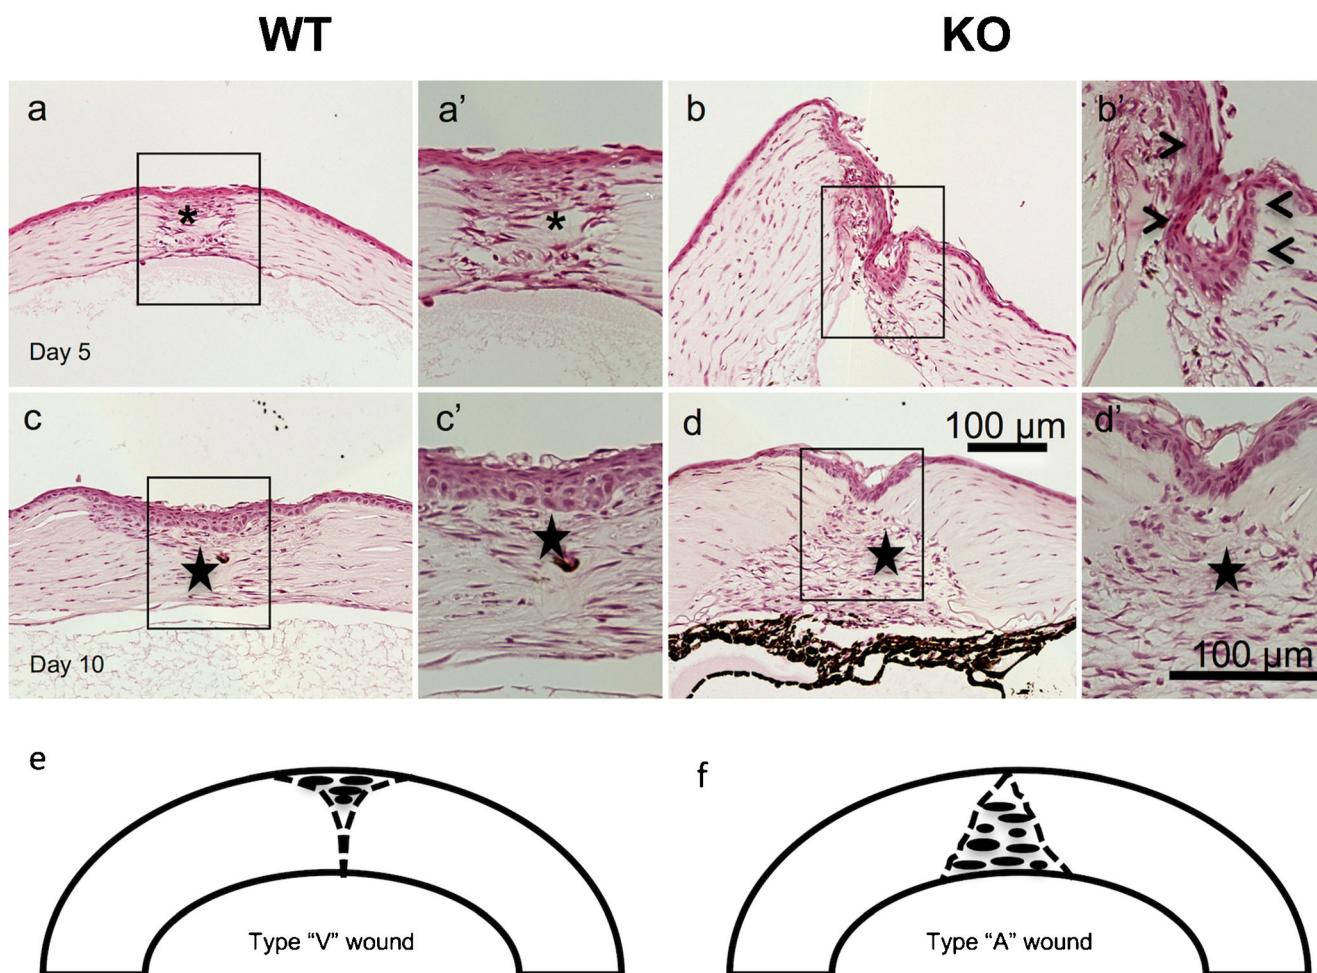 WT
KO
a
a’
b
b’
Day 5
c
c’
d
100 µm
d’
Day 10
100 µm
e
f
Type “V” wound
Type “A” wound